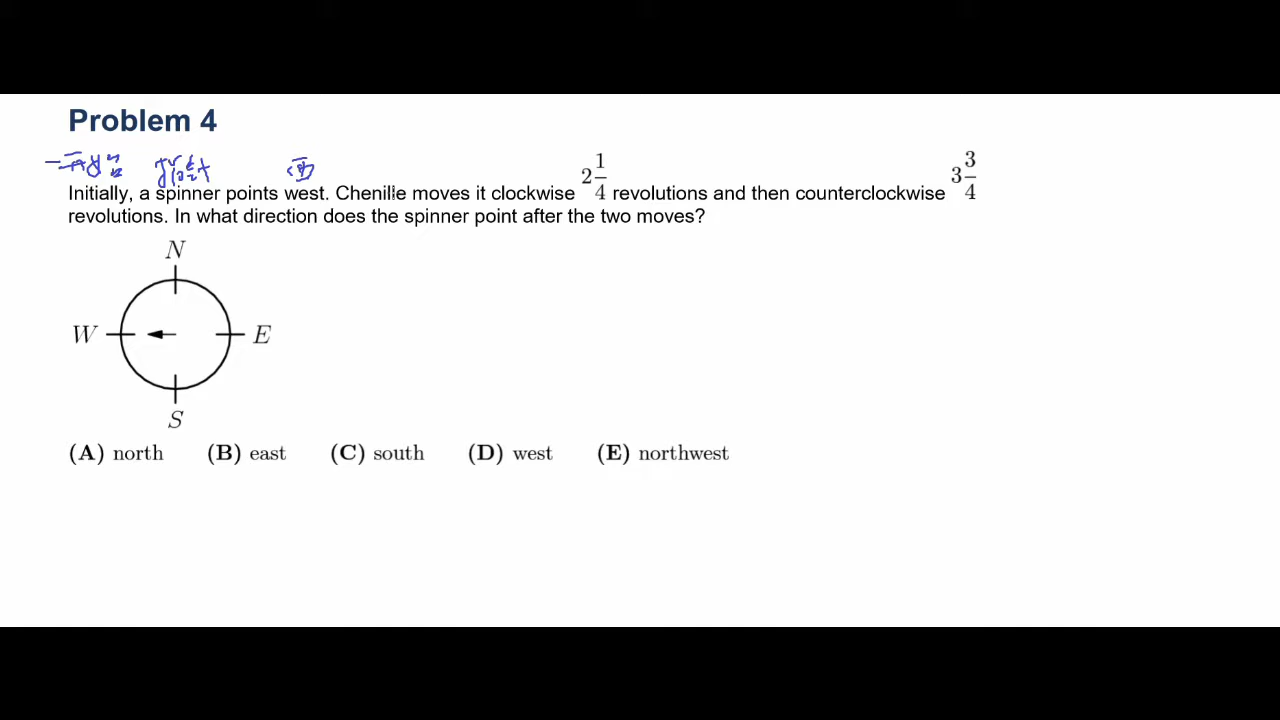 Problem 4
Initially, a spinner points west. Chenille moves it clockwise 2 1/4 revolutions and then counterclockwise 3 3/4
revolutions. In what direction does the spinner point after the two moves?
N
W E
S
(A) north (B) east (C) south (D) west (E) northwest